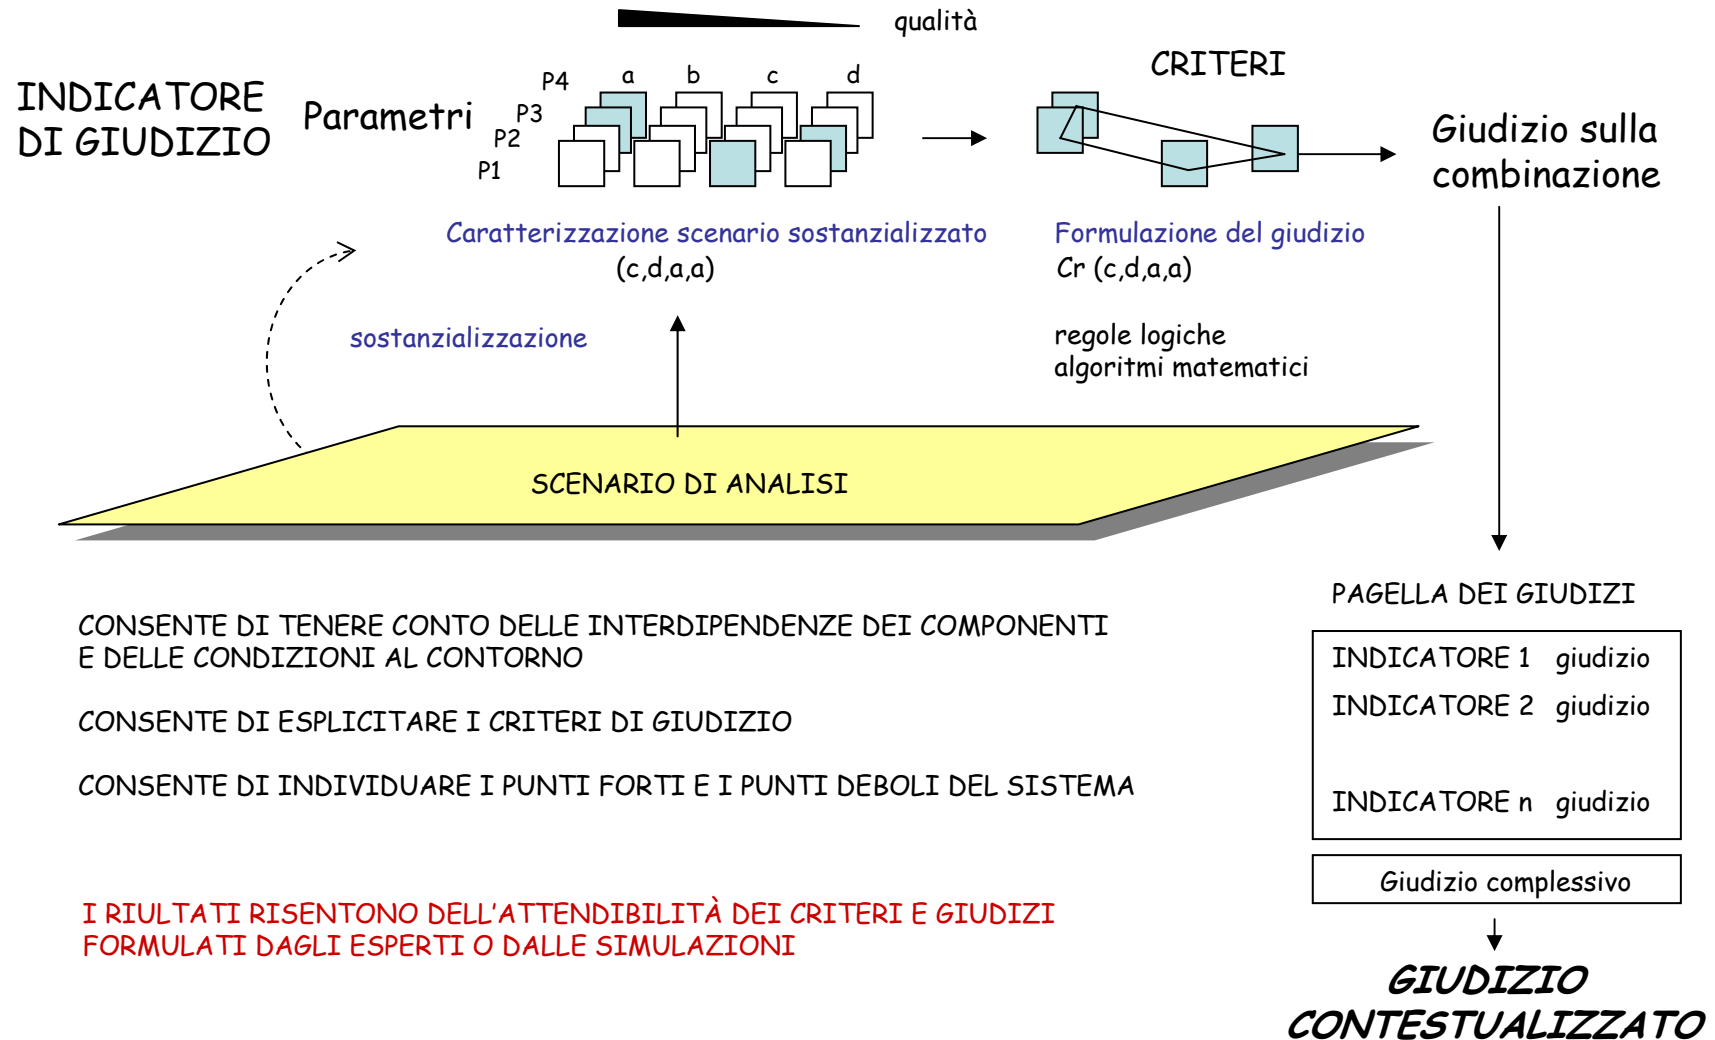 qualità
INDICATORE
DI GIUDIZIO
Parametri
P4
P3
P2
P1
a b c d
CRITERI
Giudizio sulla
combinazione
Caratterizzazione scenario sostanzializzato
(c,d,a,a)
Formulazione del giudizio
Cr (c,d,a,a)
sostanzializzazione
regole logiche
algoritmi matematici
SCENARIO DI ANALISI
CONSENTE DI TENERE CONTO DELLE INTERDIPENDENZE DEI COMPONENTI
E DELLE CONDIZIONI AL CONTORNO
CONSENTE DI ESPLICITARE I CRITERI DI GIUDIZIO
CONSENTE DI INDIVIDUARE I PUNTI FORTI E I PUNTI DEBOLI DEL SISTEMA
I RIULTATI RISENTONO DELL'ATTENDIBILITÀ DEI CRITERI E GIUDIZI
FORMULATI DAGLI ESPERTI O DALLE SIMULAZIONI
PAGELLA DEI GIUDIZI
INDICATORE 1 giudizio
INDICATORE 2 giudizio
INDICATORE n giudizio
Giudizio complessivo
GIUDIZIO
CONTESTUALIZZATO